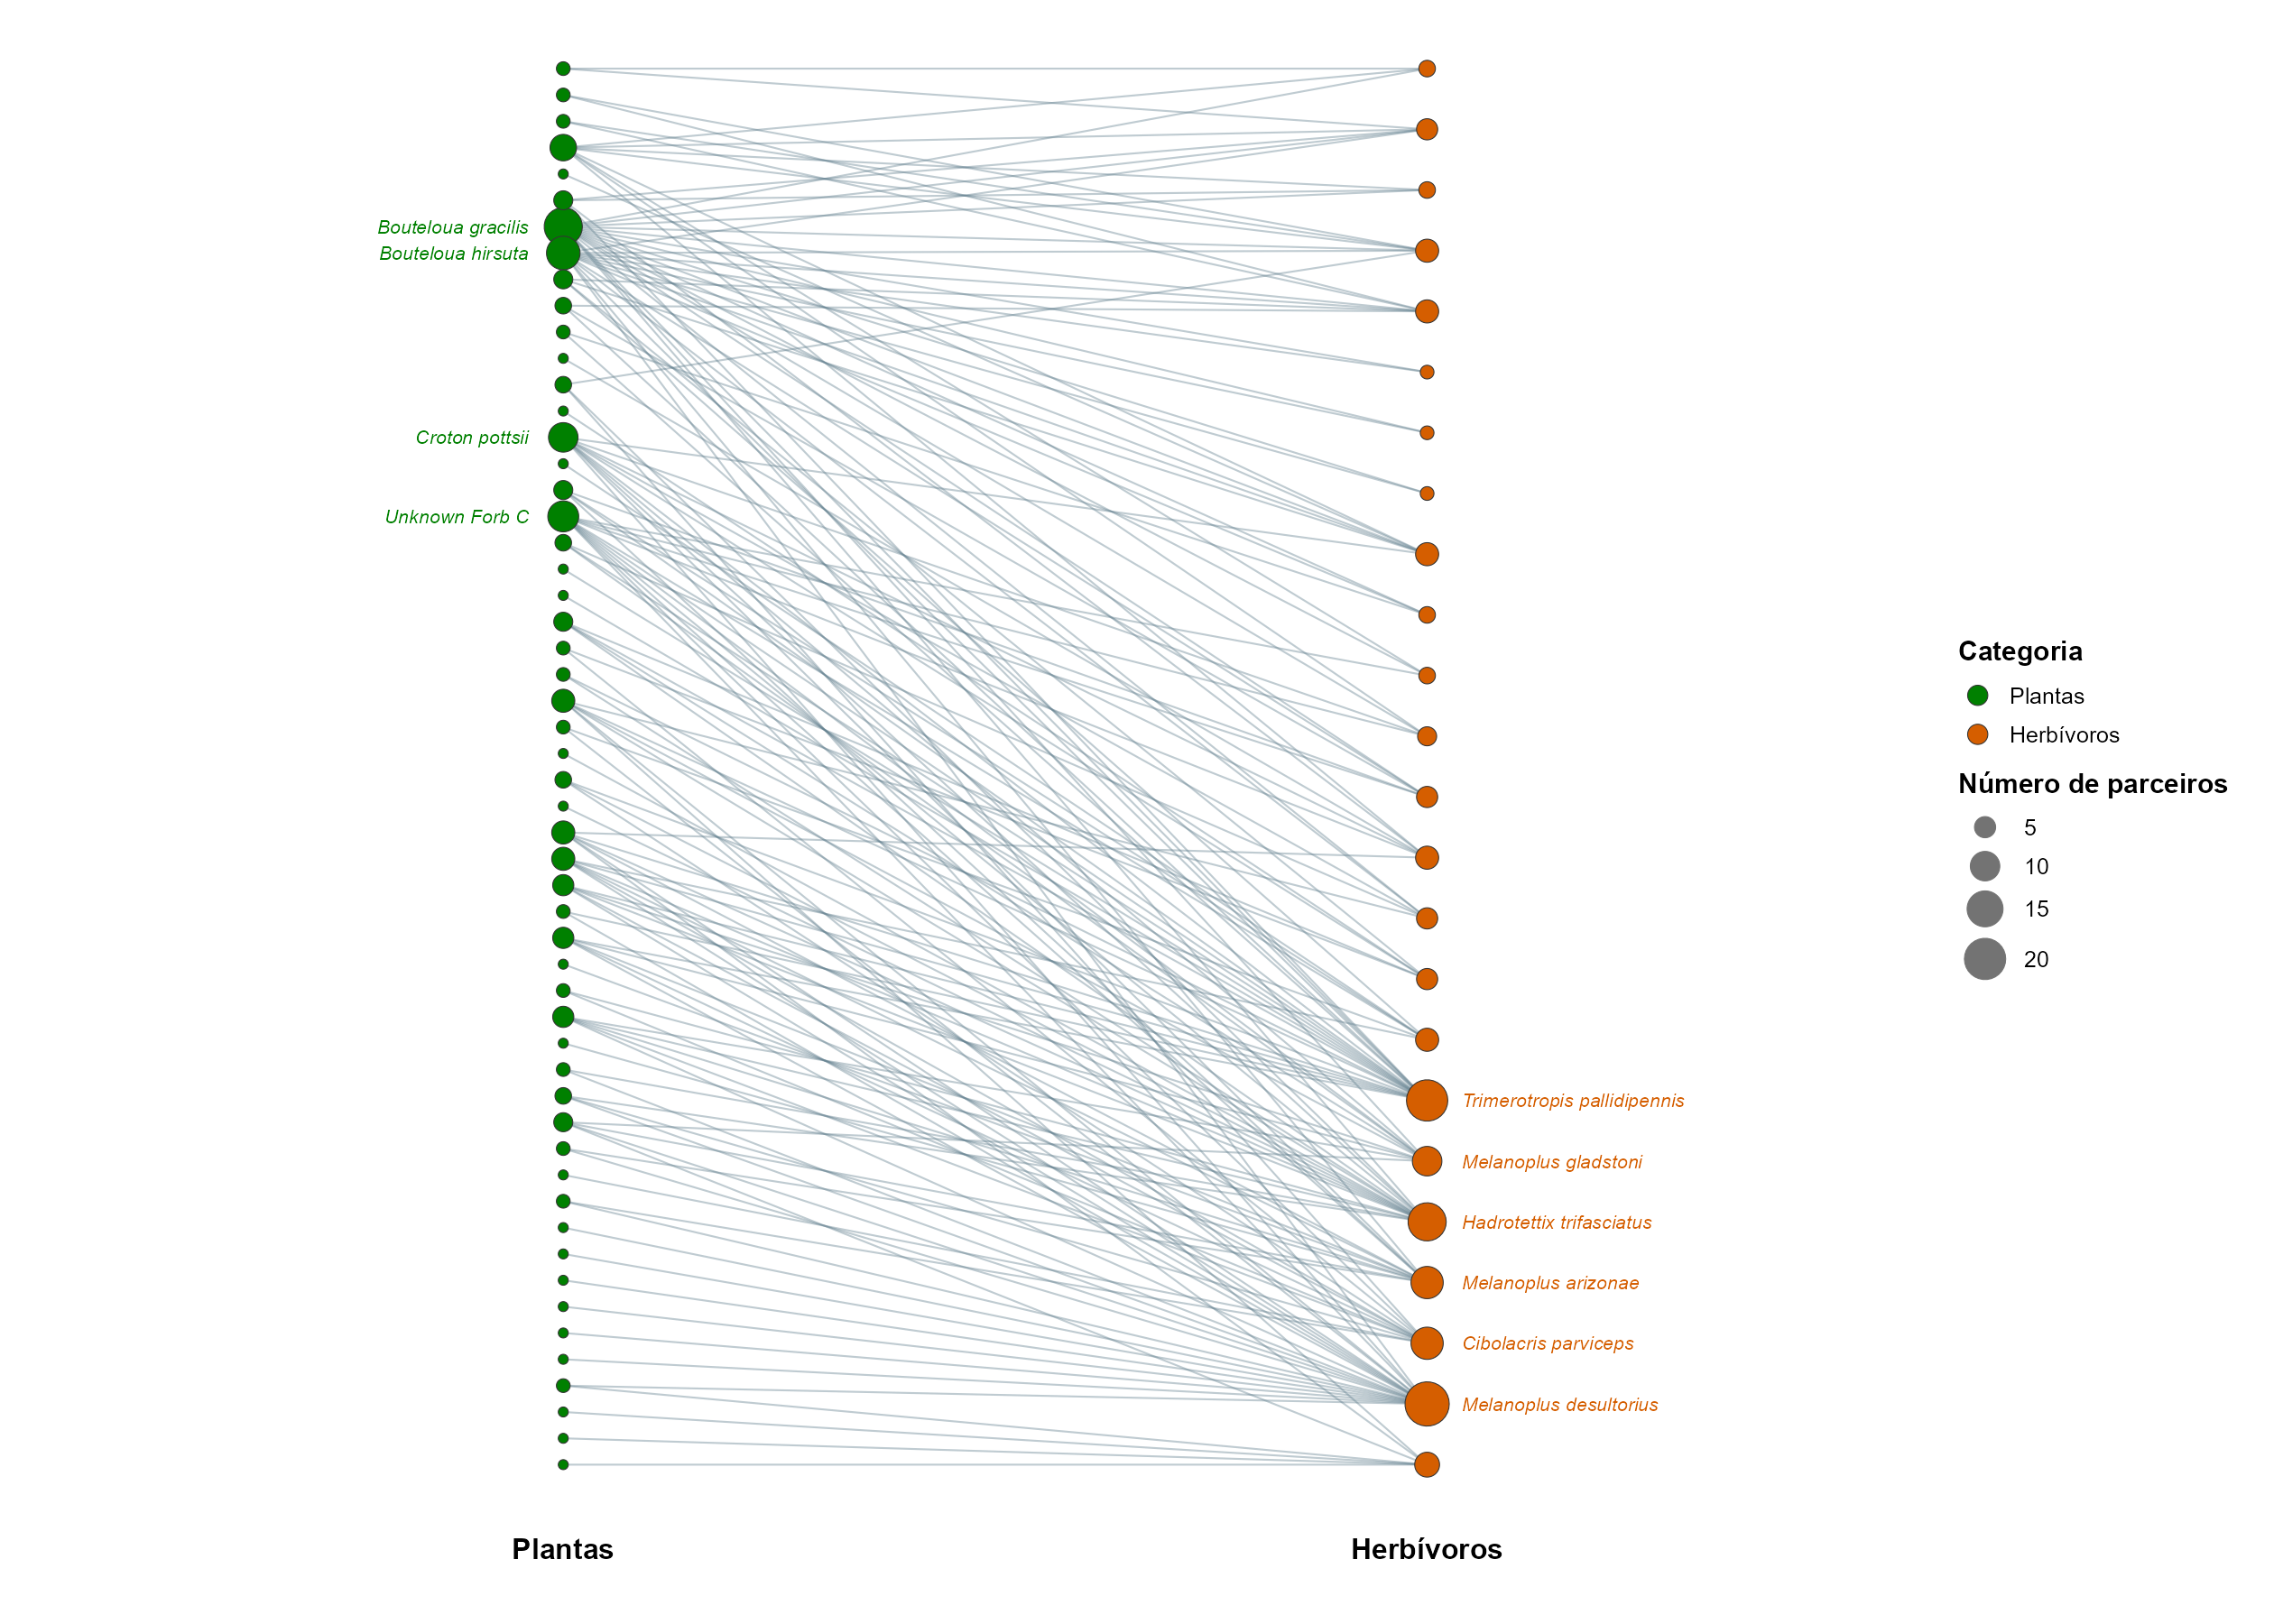 Bouteloua gracilis
Bouteloua hirsuta
Croton pottsii
Unknown Forb C
Trimerotropis pallidipennis
Melanoplus gladstoni
Hadrotettix trifasciatus
Melanoplus arizonae
Cibolacris parviceps
Melanoplus desultorius
Plantas
Herbívoros
Categoria
Plantas
Herbívoros
Número de parceiros
5
10
15
20